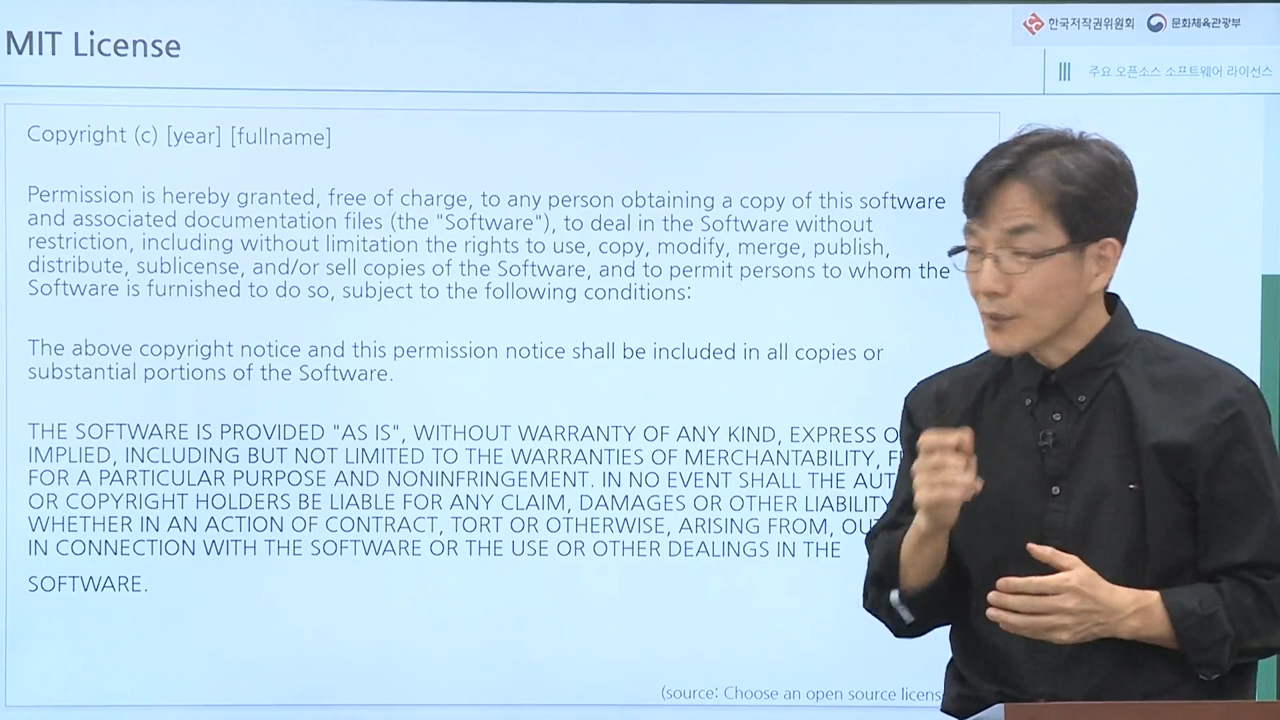 MIT License
한국저작권위원회 문화체육관광부
주요 오픈소스 소프트웨어 라이선스
Copyright (c) [year] [fullname]
Permission is hereby granted, free of charge, to any person obtaining a copy of this software
and associated documentation files (the "Software"), to deal in the Software without
restriction, including without limitation the rights to use, copy, modify, merge, publish,
distribute, sublicense, and/or sell copies of the Software, and to permit persons to whom the
Software is furnished to do so, subject to the following conditions:
The above copyright notice and this permission notice shall be included in all copies or
substantial portions of the Software.
THE SOFTWARE IS PROVIDED "AS IS", WITHOUT WARRANTY OF ANY KIND, EXPRESS O
IMPLIED, INCLUDING BUT NOT LIMITED TO THE WARRANTIES OF MERCHANTABILITY, F
FOR A PARTICULAR PURPOSE AND NONINFRINGEMENT. IN NO EVENT SHALL THE AUT
OR COPYRIGHT HOLDERS BE LIABLE FOR ANY CLAIM, DAMAGES OR OTHER LIABILITY
WHETHER IN AN ACTION OF CONTRACT, TORT OR OTHERWISE, ARISING FROM, OU
IN CONNECTION WITH THE SOFTWARE OR THE USE OR OTHER DEALINGS IN THE
SOFTWARE.
(source: Choose an open source licens